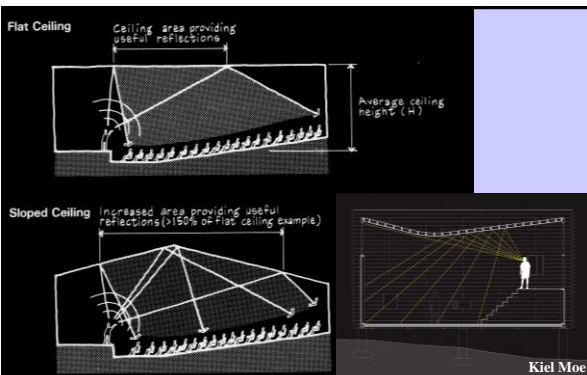 Flat Ceiling
Ceiling area providing
useful reflections
Average ceiling
height (H)
Sloped Ceiling
Increased area providing useful
reflections (>150% of flat ceiling example)
Kiel Moe